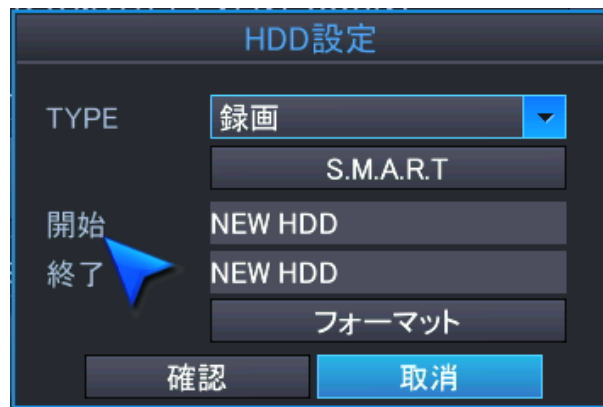 HDD設定
TYPE 録画
S.M.A.R.T
開始 NEW HDD
終了 NEW HDD
フォーマット
確認 取消